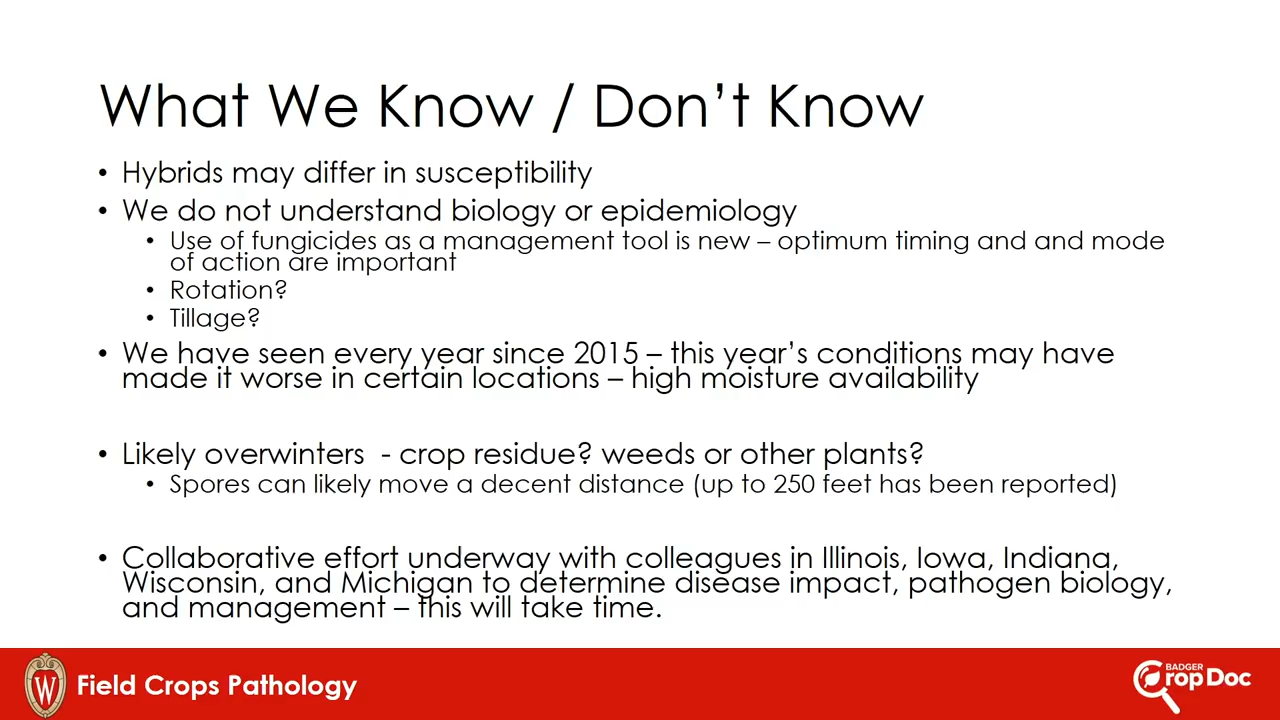 What We Know / Don’t Know
• Hybrids may differ in susceptibility
• We do not understand biology or epidemiology
• Use of fungicides as a management tool is new – optimum timing and and mode
of action are important
• Rotation?
• Tillage?
• We have seen every year since 2015 – this year’s conditions may have
made it worse in certain locations – high moisture availability
• Likely overwinters  - crop residue? weeds or other plants?
• Spores can likely move a decent distance (up to 250 feet has been reported)
• Collaborative effort underway with colleagues in Illinois, Iowa, Indiana,
Wisconsin, and Michigan to determine disease impact, pathogen biology,
and management – this will take time.
W
Field Crops Pathology
BADGER
Crop Doc